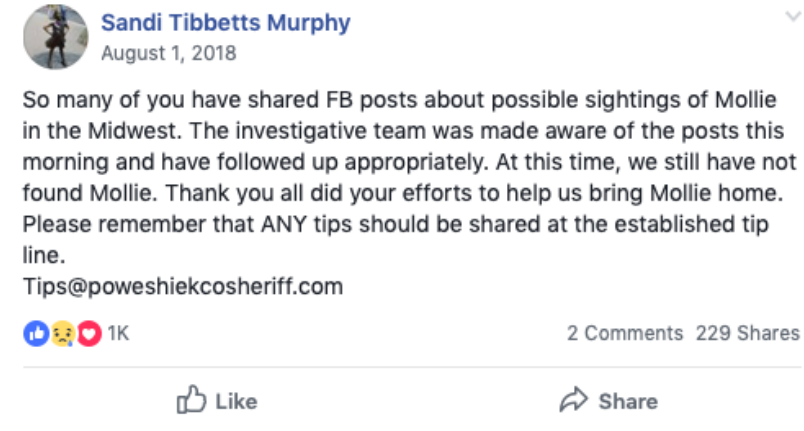 Sandi Tibbetts Murphy
August 1, 2018
So many of you have shared FB posts about possible sightings of Mollie
in the Midwest. The investigative team was made aware of the posts this
morning and have followed up appropriately. At this time, we still have not
found Mollie. Thank you all did your efforts to help us bring Mollie home.
Please remember that ANY tips should be shared at the established tip
line.
Tips@poweshiekcosheriff.com
1K 2 Comments 229 Shares
Like Share